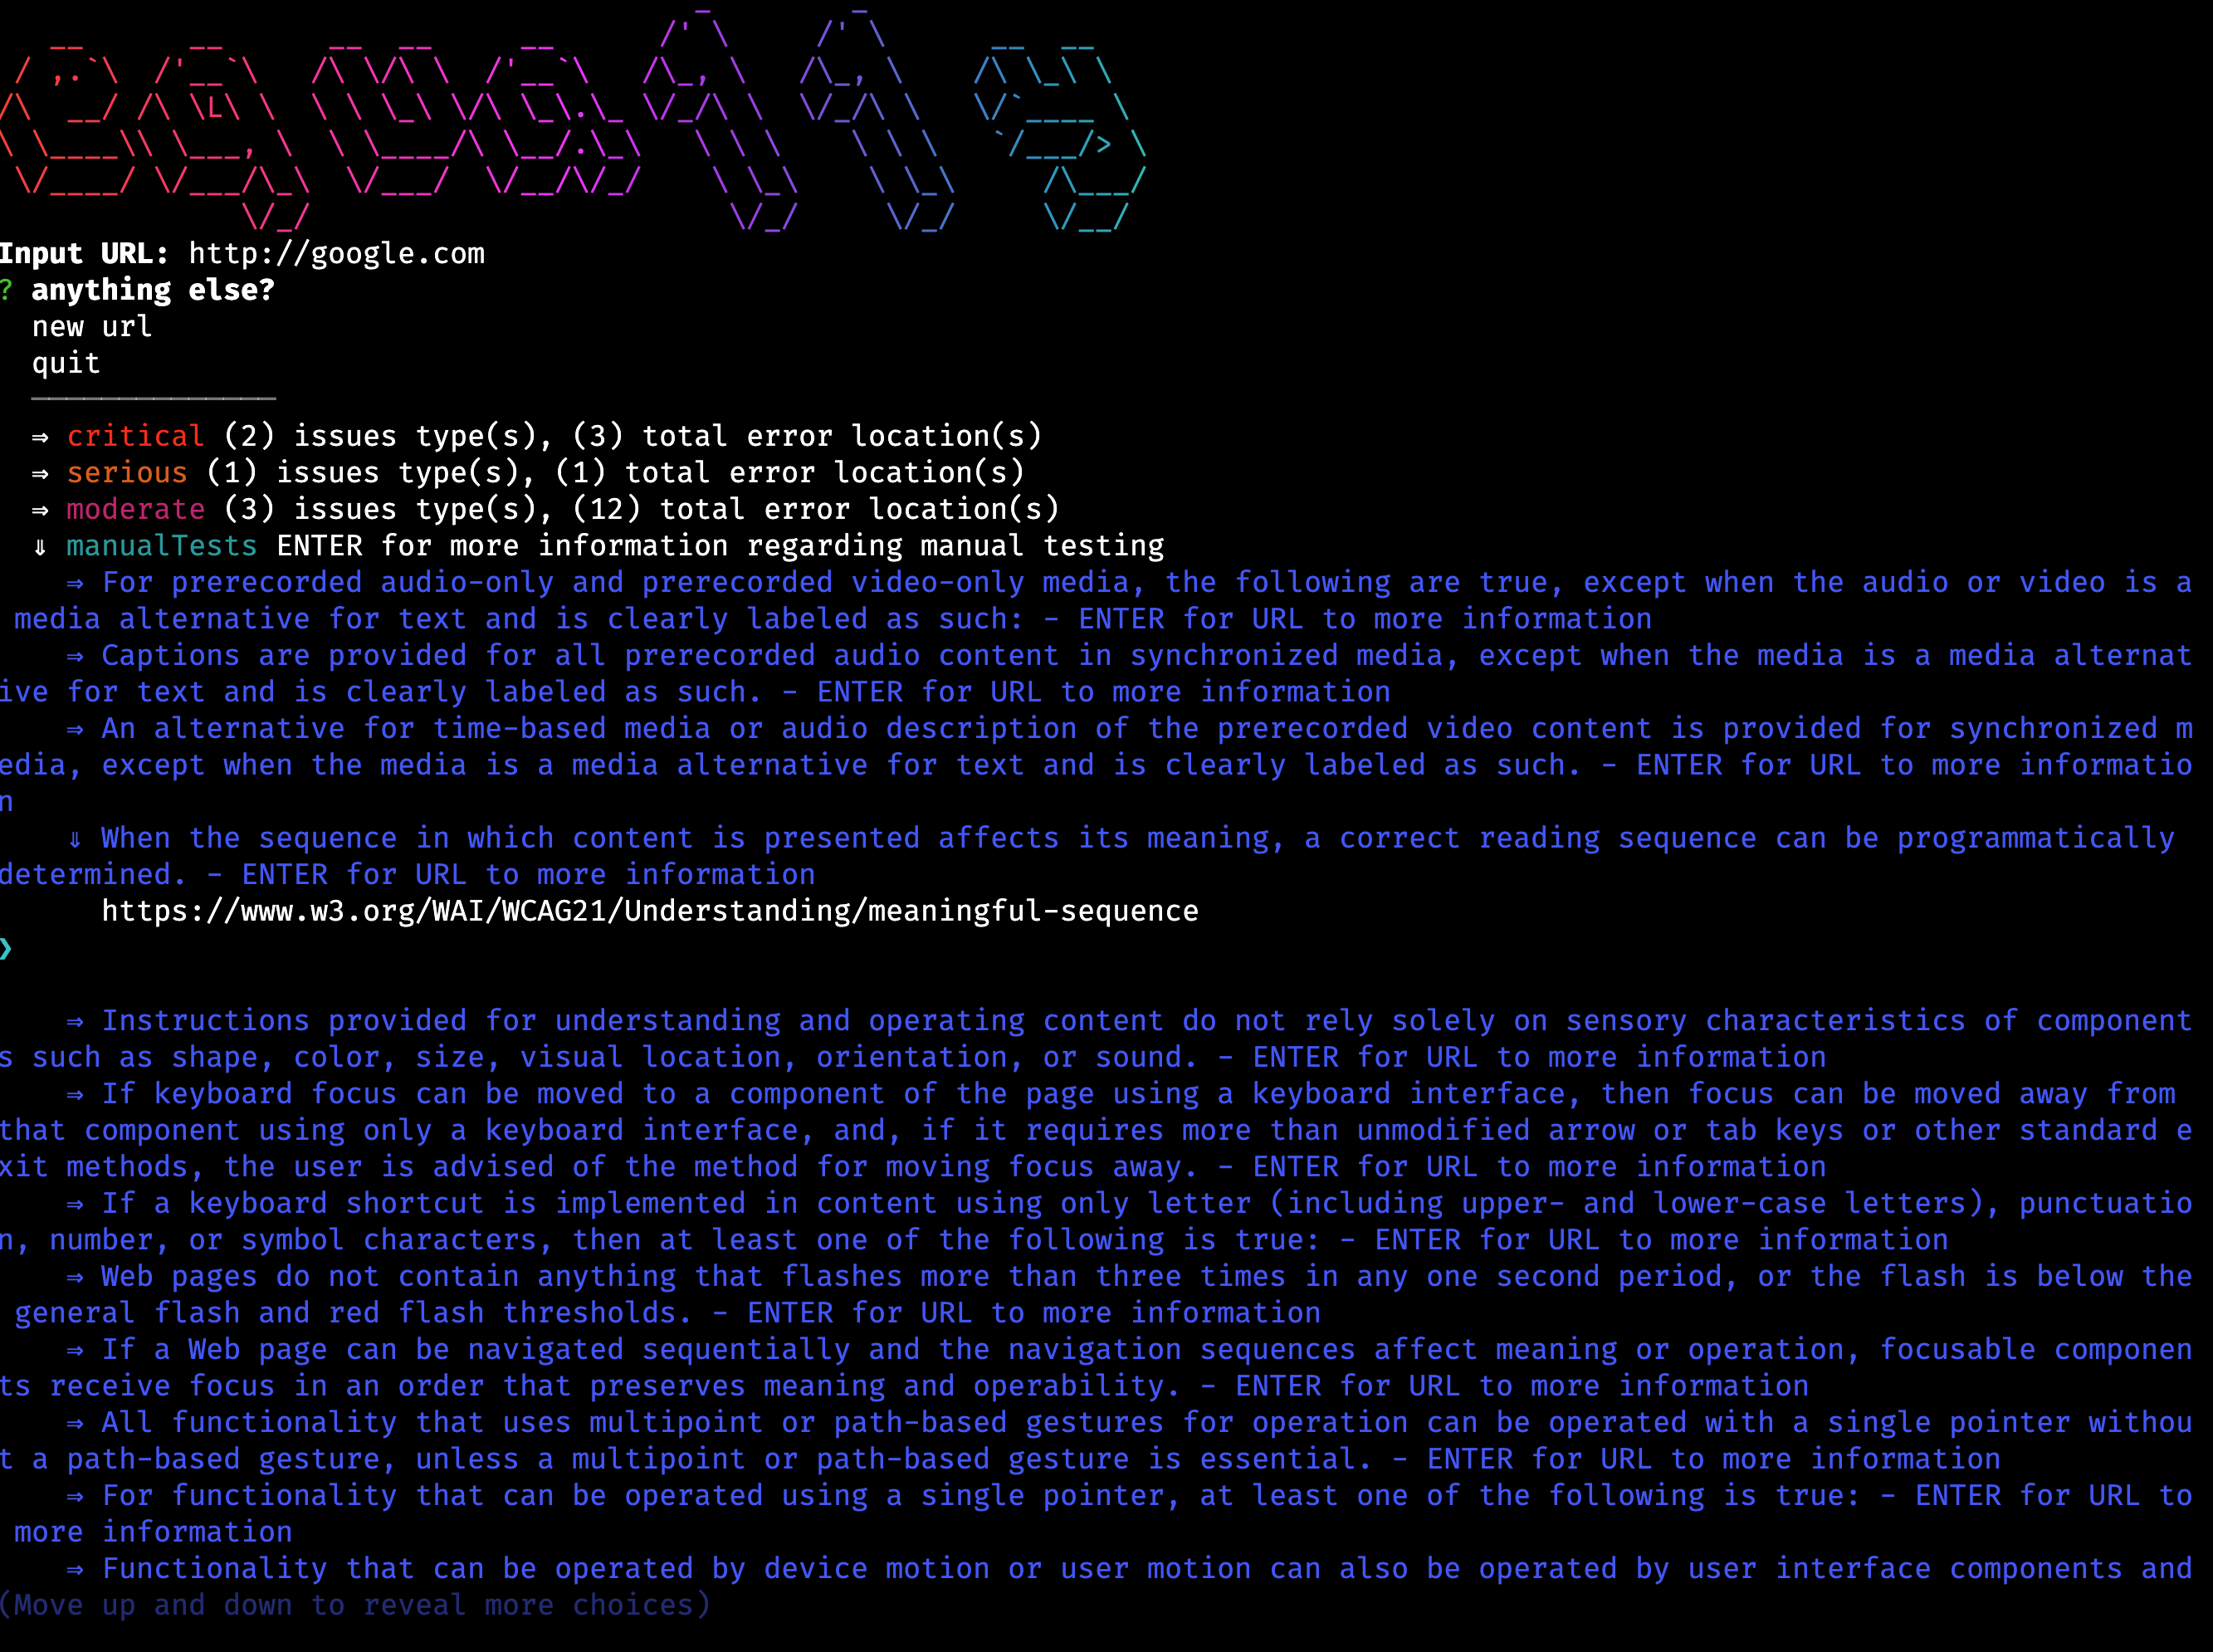 equa11y
Input URL: http://google.com
? anything else?
new url
quit
──────────────
⇒ critical (2) issues type(s), (3) total error location(s)
⇒ serious (1) issues type(s), (1) total error location(s)
⇒ moderate (3) issues type(s), (12) total error location(s)
⇓ manualTests ENTER for more information regarding manual testing
⇒ For prerecorded audio-only and prerecorded video-only media, the following are true, except when the audio or video is a
media alternative for text and is clearly labeled as such: - ENTER for URL to more information
⇒ Captions are provided for all prerecorded audio content in synchronized media, except when the media is a media alternat
ive for text and is clearly labeled as such. - ENTER for URL to more information
⇒ An alternative for time-based media or audio description of the prerecorded video content is provided for synchronized m
edia, except when the media is a media alternative for text and is clearly labeled as such. - ENTER for URL to more informatio
n
⇓ When the sequence in which content is presented affects its meaning, a correct reading sequence can be programmatically
determined. - ENTER for URL to more information
https://www.w3.org/WAI/WCAG21/Understanding/meaningful-sequence
❯
⇒ Instructions provided for understanding and operating content do not rely solely on sensory characteristics of component
s such as shape, color, size, visual location, orientation, or sound. - ENTER for URL to more information
⇒ If keyboard focus can be moved to a component of the page using a keyboard interface, then focus can be moved away from
that component using only a keyboard interface, and, if it requires more than unmodified arrow or tab keys or other standard e
xit methods, the user is advised of the method for moving focus away. - ENTER for URL to more information
⇒ If a keyboard shortcut is implemented in content using only letter (including upper- and lower-case letters), punctuatio
n, number, or symbol characters, then at least one of the following is true: - ENTER for URL to more information
⇒ Web pages do not contain anything that flashes more than three times in any one second period, or the flash is below the
general flash and red flash thresholds. - ENTER for URL to more information
⇒ If a Web page can be navigated sequentially and the navigation sequences affect meaning or operation, focusable componen
ts receive focus in an order that preserves meaning and operability. - ENTER for URL to more information
⇒ All functionality that uses multipoint or path-based gestures for operation can be operated with a single pointer withou
t a path-based gesture, unless a multipoint or path-based gesture is essential. - ENTER for URL to more information
⇒ For functionality that can be operated using a single pointer, at least one of the following is true: - ENTER for URL to
more information
⇒ Functionality that can be operated by device motion or user motion can also be operated by user interface components and
(Move up and down to reveal more choices)